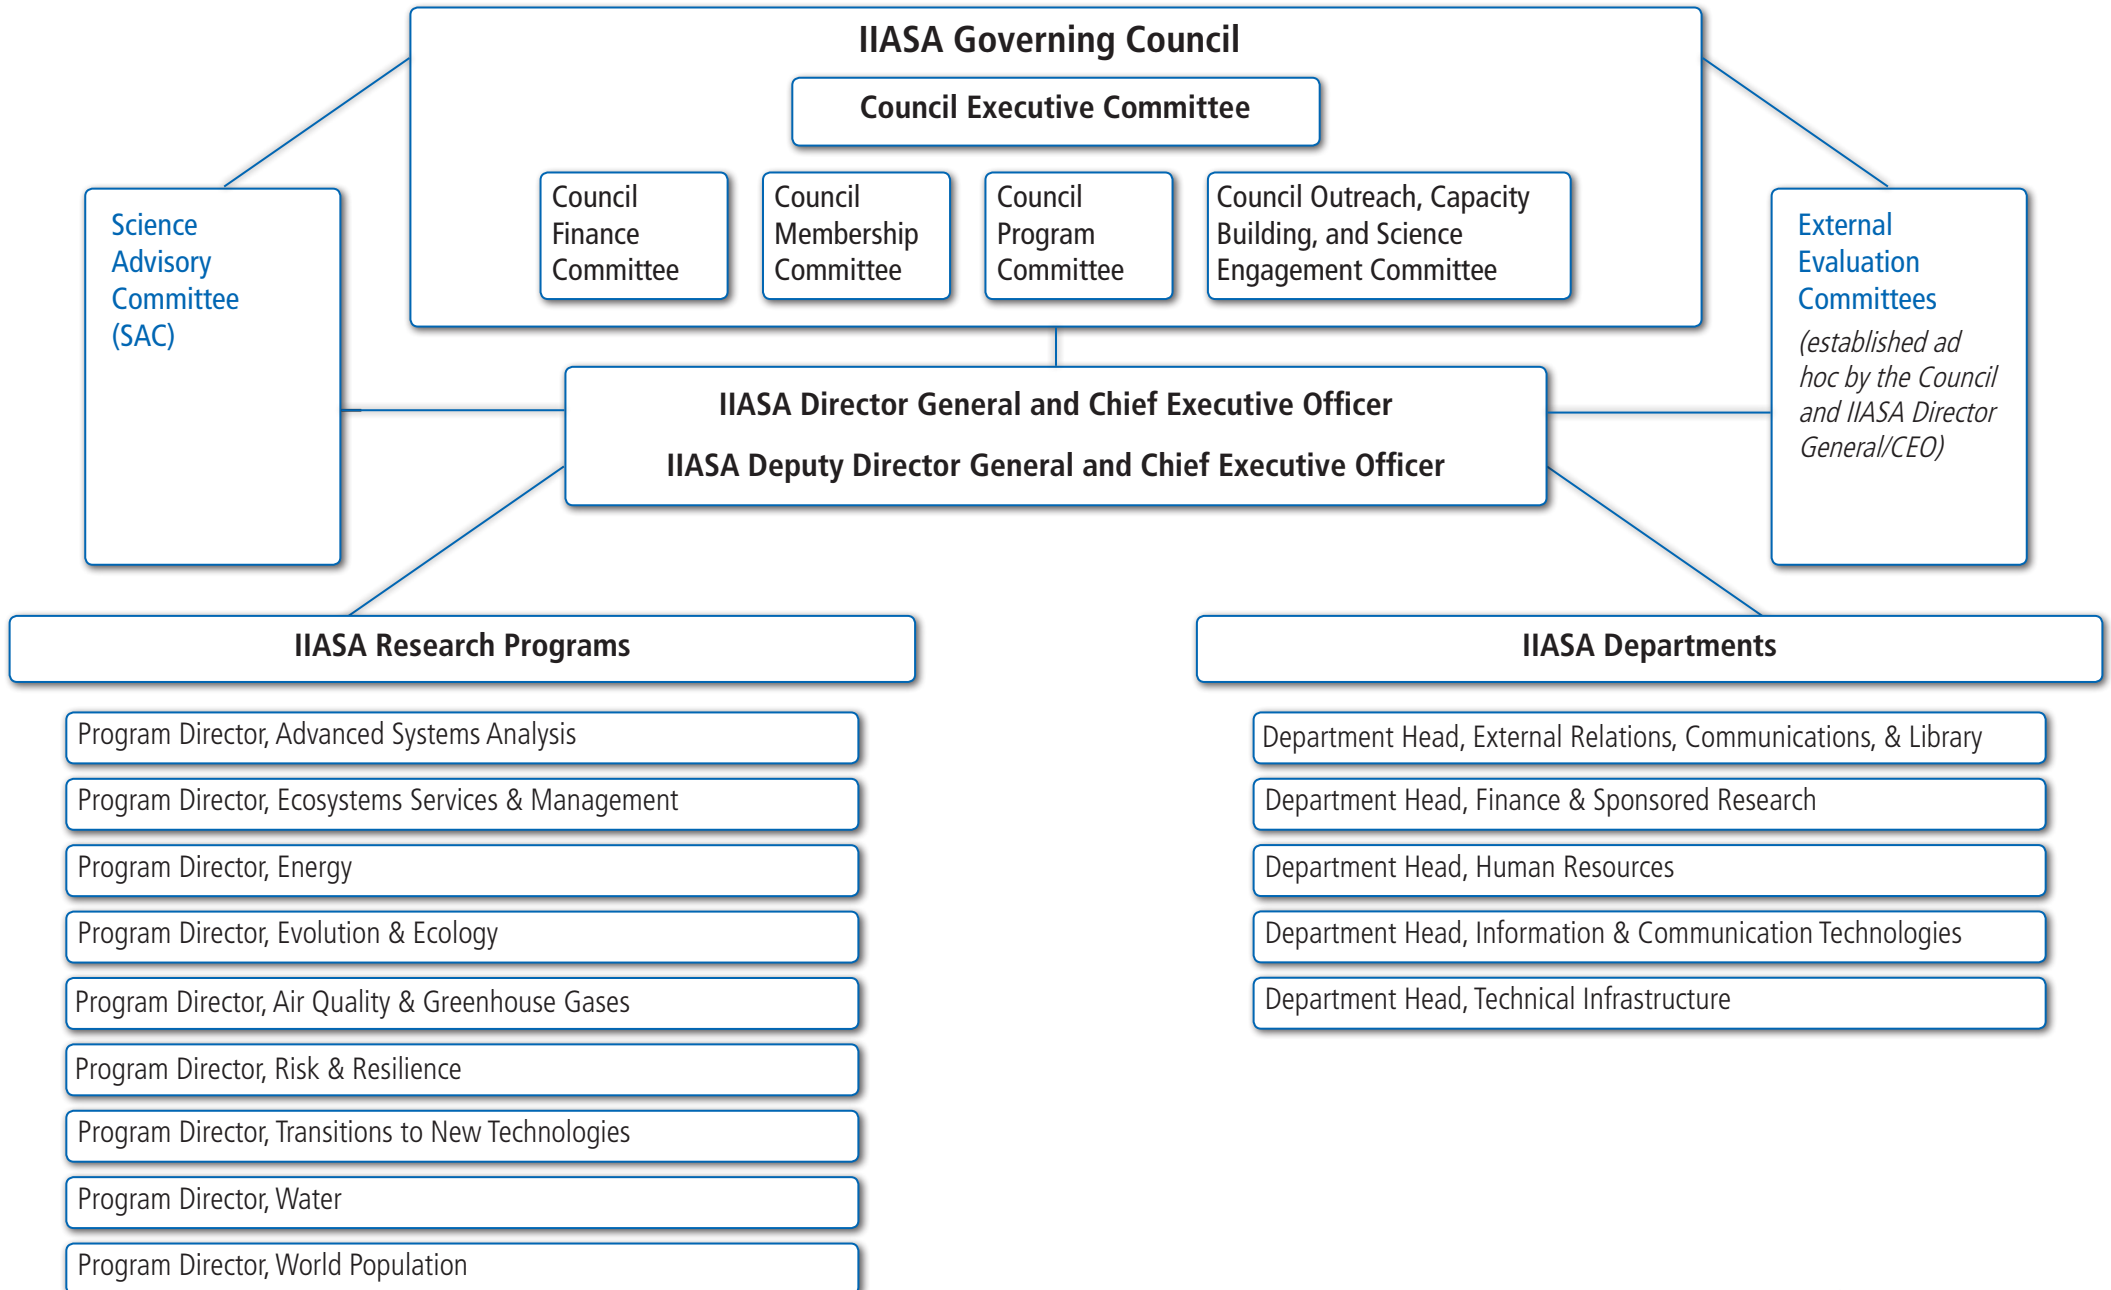 IIASA Governing Council
Council Executive Committee
Council
Finance
Committee
Council
Membership
Committee
Council
Program
Committee
Council Outreach, Capacity
Building, and Science
Engagement Committee
Science
Advisory
Committee
(SAC)
External
Evaluation
Committees
(established ad
hoc by the Council
and IIASA Director
General/CEO)
IIASA Director General and Chief Executive Officer
IIASA Deputy Director General and Chief Executive Officer
IIASA Research Programs
Program Director, Advanced Systems Analysis
Program Director, Ecosystems Services & Management
Program Director, Energy
Program Director, Evolution & Ecology
Program Director, Air Quality & Greenhouse Gases
Program Director, Risk & Resilience
Program Director, Transitions to New Technologies
Program Director, Water
Program Director, World Population
IIASA Departments
Department Head, External Relations, Communications, & Library
Department Head, Finance & Sponsored Research
Department Head, Human Resources
Department Head, Information & Communication Technologies
Department Head, Technical Infrastructure